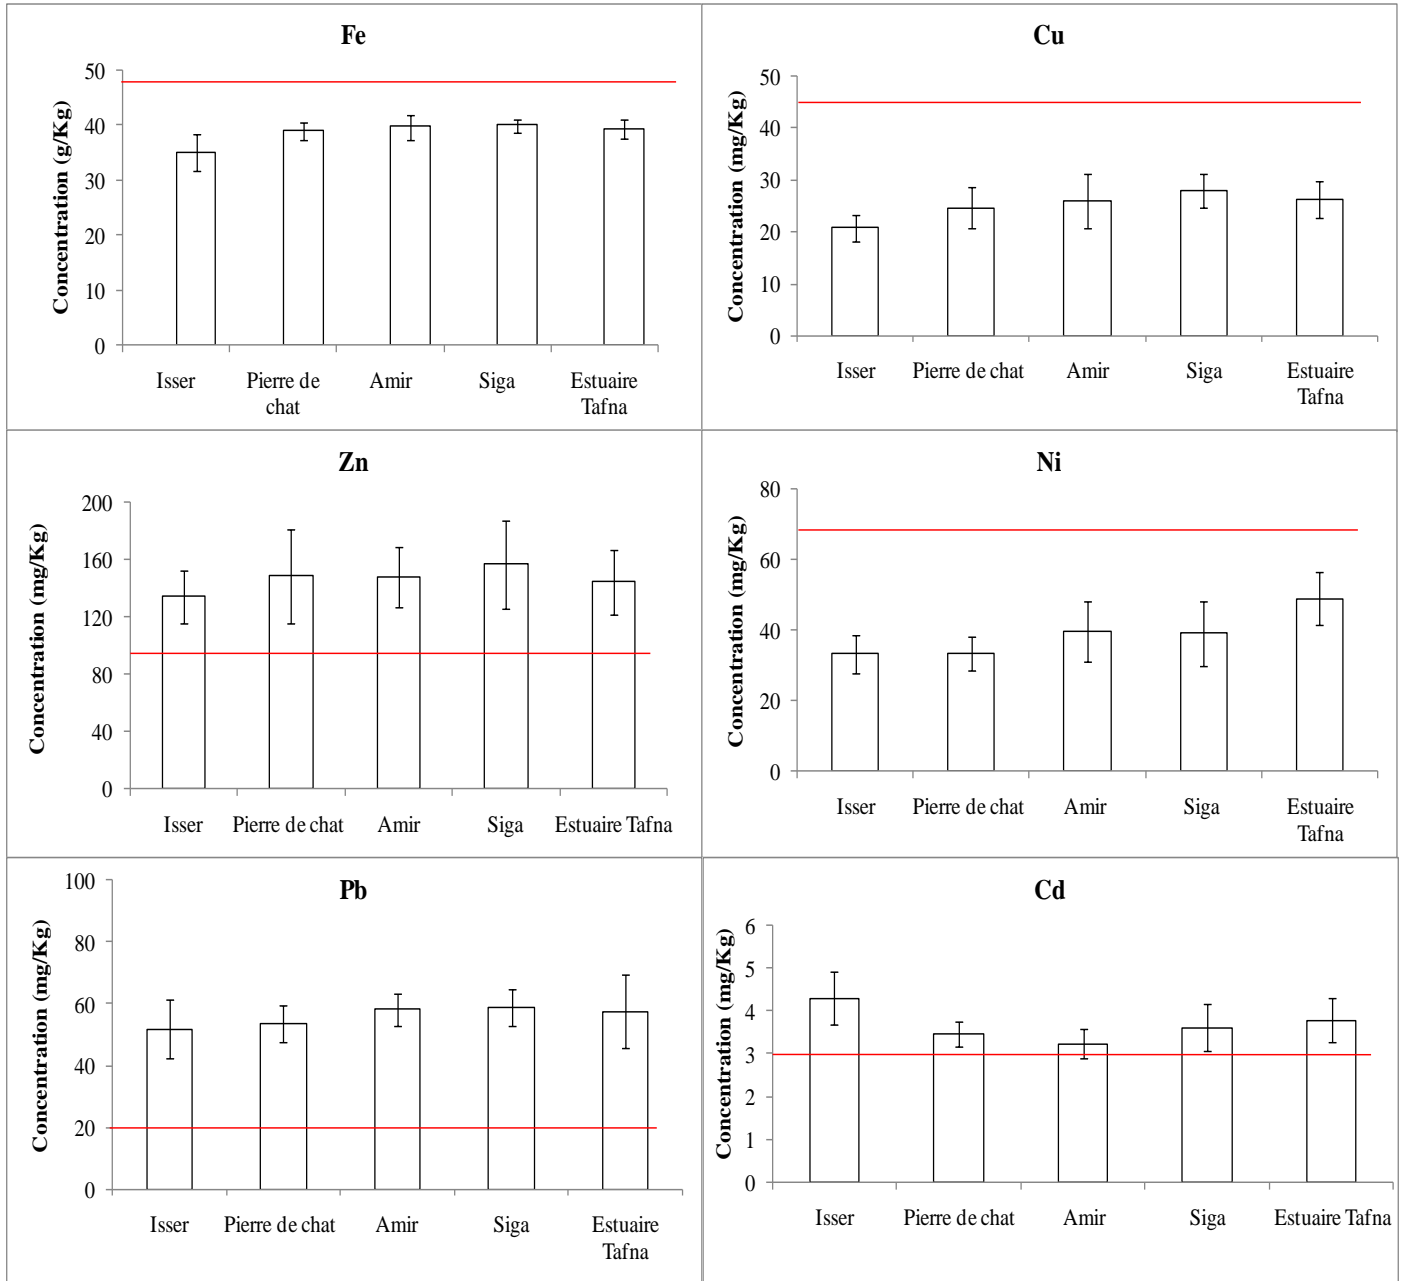 Fe
Concentration (g/Kg)
50
40
30
20
10
0
Isser
Pierre de
chat
Amir
Siga
Estuaire
Tafna
Cu
Concentration (mg/Kg)
50
40
30
20
10
0
Isser
Pierre de chat
Amir
Siga
Estuaire
Tafna
Zn
Concentration (mg/Kg)
200
160
120
80
40
0
Isser
Pierre de chat
Amir
Siga
Estuaire Tafna
Ni
Concentration (mg/Kg)
80
60
40
20
0
Isser
Pierre de chat
Amir
Siga
Estuaire
Tafna
Pb
Concentration (mg/Kg)
100
80
60
40
20
0
Isser
Pierre de chat
Amir
Siga
Estuaire
Tafna
Cd
Concentration (mg/Kg)
6
5
4
3
2
1
0
Isser
Pierre de chat
Amir
Siga
Estuaire Tafna